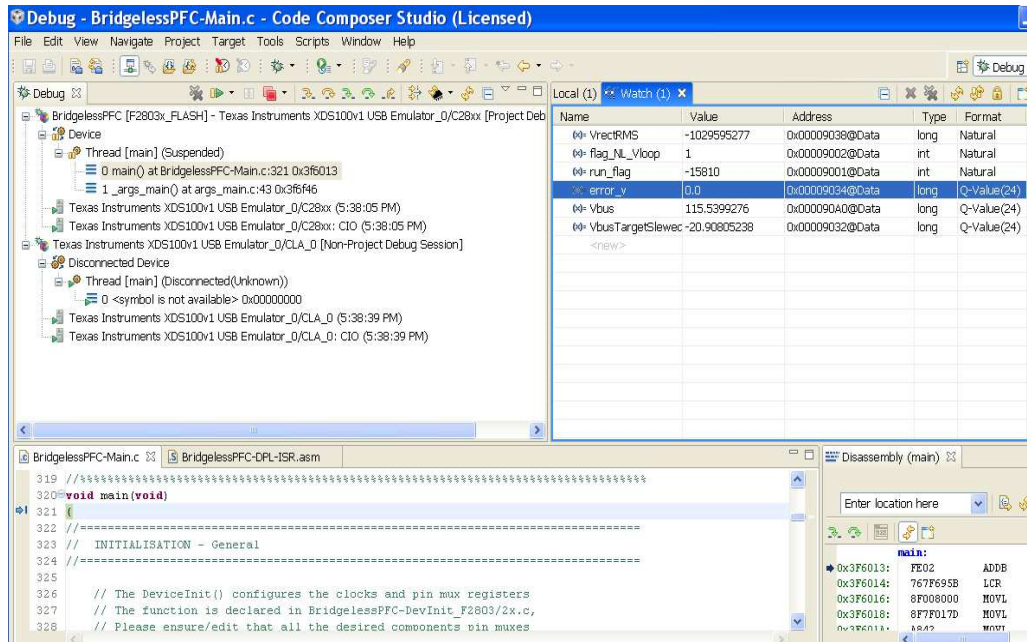 Debug - BridgelessPFC-Main.c - Code Composer Studio (Licensed)
File Edit View Navigate Project Target Tools Scripts Window Help
Debug
Debug
BridgelessPFC [F2803x_FLASH] - Texas Instruments XDS100v1 USB Emulator_0/C28xx [Project Deb
Device
Thread [main] (Suspended)
0 main() at BridgelessPFC-Main.c:321 0x3f6013
1 _args_main() at args_main.c:43 0x3f6f46
Texas Instruments XDS100v1 USB Emulator_0/C28xx (5:38:05 PM)
Texas Instruments XDS100v1 USB Emulator_0/C28xx: CIO (5:38:05 PM)
Texas Instruments XDS100v1 USB Emulator_0/CLA_0 [Non-Project Debug Session]
Disconnected Device
Thread [main] (Disconnected(Unknown))
0 <symbol is not available> 0x00000000
Texas Instruments XDS100v1 USB Emulator_0/CLA_0 (5:38:39 PM)
Texas Instruments XDS100v1 USB Emulator_0/CLA_0: CIO (5:38:39 PM)
Local (1) Watch (1)
Name Value Address Type Format
VrectRMS -1029595277 0x00009038@Data long Natural
flag_NL_Vloop 1 0x00009002@Data int Natural
run_flag -15810 0x00009001@Data int Natural
error_v 0.0 0x00009034@Data long Q-Value(24)
Vbus 115.5399276 0x000090A0@Data long Q-Value(24)
VbusTargetSlewed -20.90805238 0x00009032@Data long Q-Value(24)
<new>
BridgelessPFC-Main.c BridgelessPFC-DPL-ISR.asm
319 //%%%%%%%%%%%%%%%%%%%%%%%%%%%%%%%%%%%%%%%%%%%%%%%%%%%%%%%%%%%%%%%%%%%%%%%%%%
320 void main(void)
321 {
322 //=========================================================================
323 // INITIALISATION - General
324 //=========================================================================
325
326 // The DeviceInit() configures the clocks and pin mux registers
327 // The function is declared in BridgelessPFC-DevInit_F2803/2x.c,
328 // Please ensure/edit that all the desired components pin muxes
Disassembly (main)
Enter location here
main:
0x3F6013: FE02 ADDB
0x3F6014: 767F695B LCR
0x3F6016: 8F008000 MOVL
0x3F6018: 8F7F017D MOVL
0x3F601A: A842 MOVL